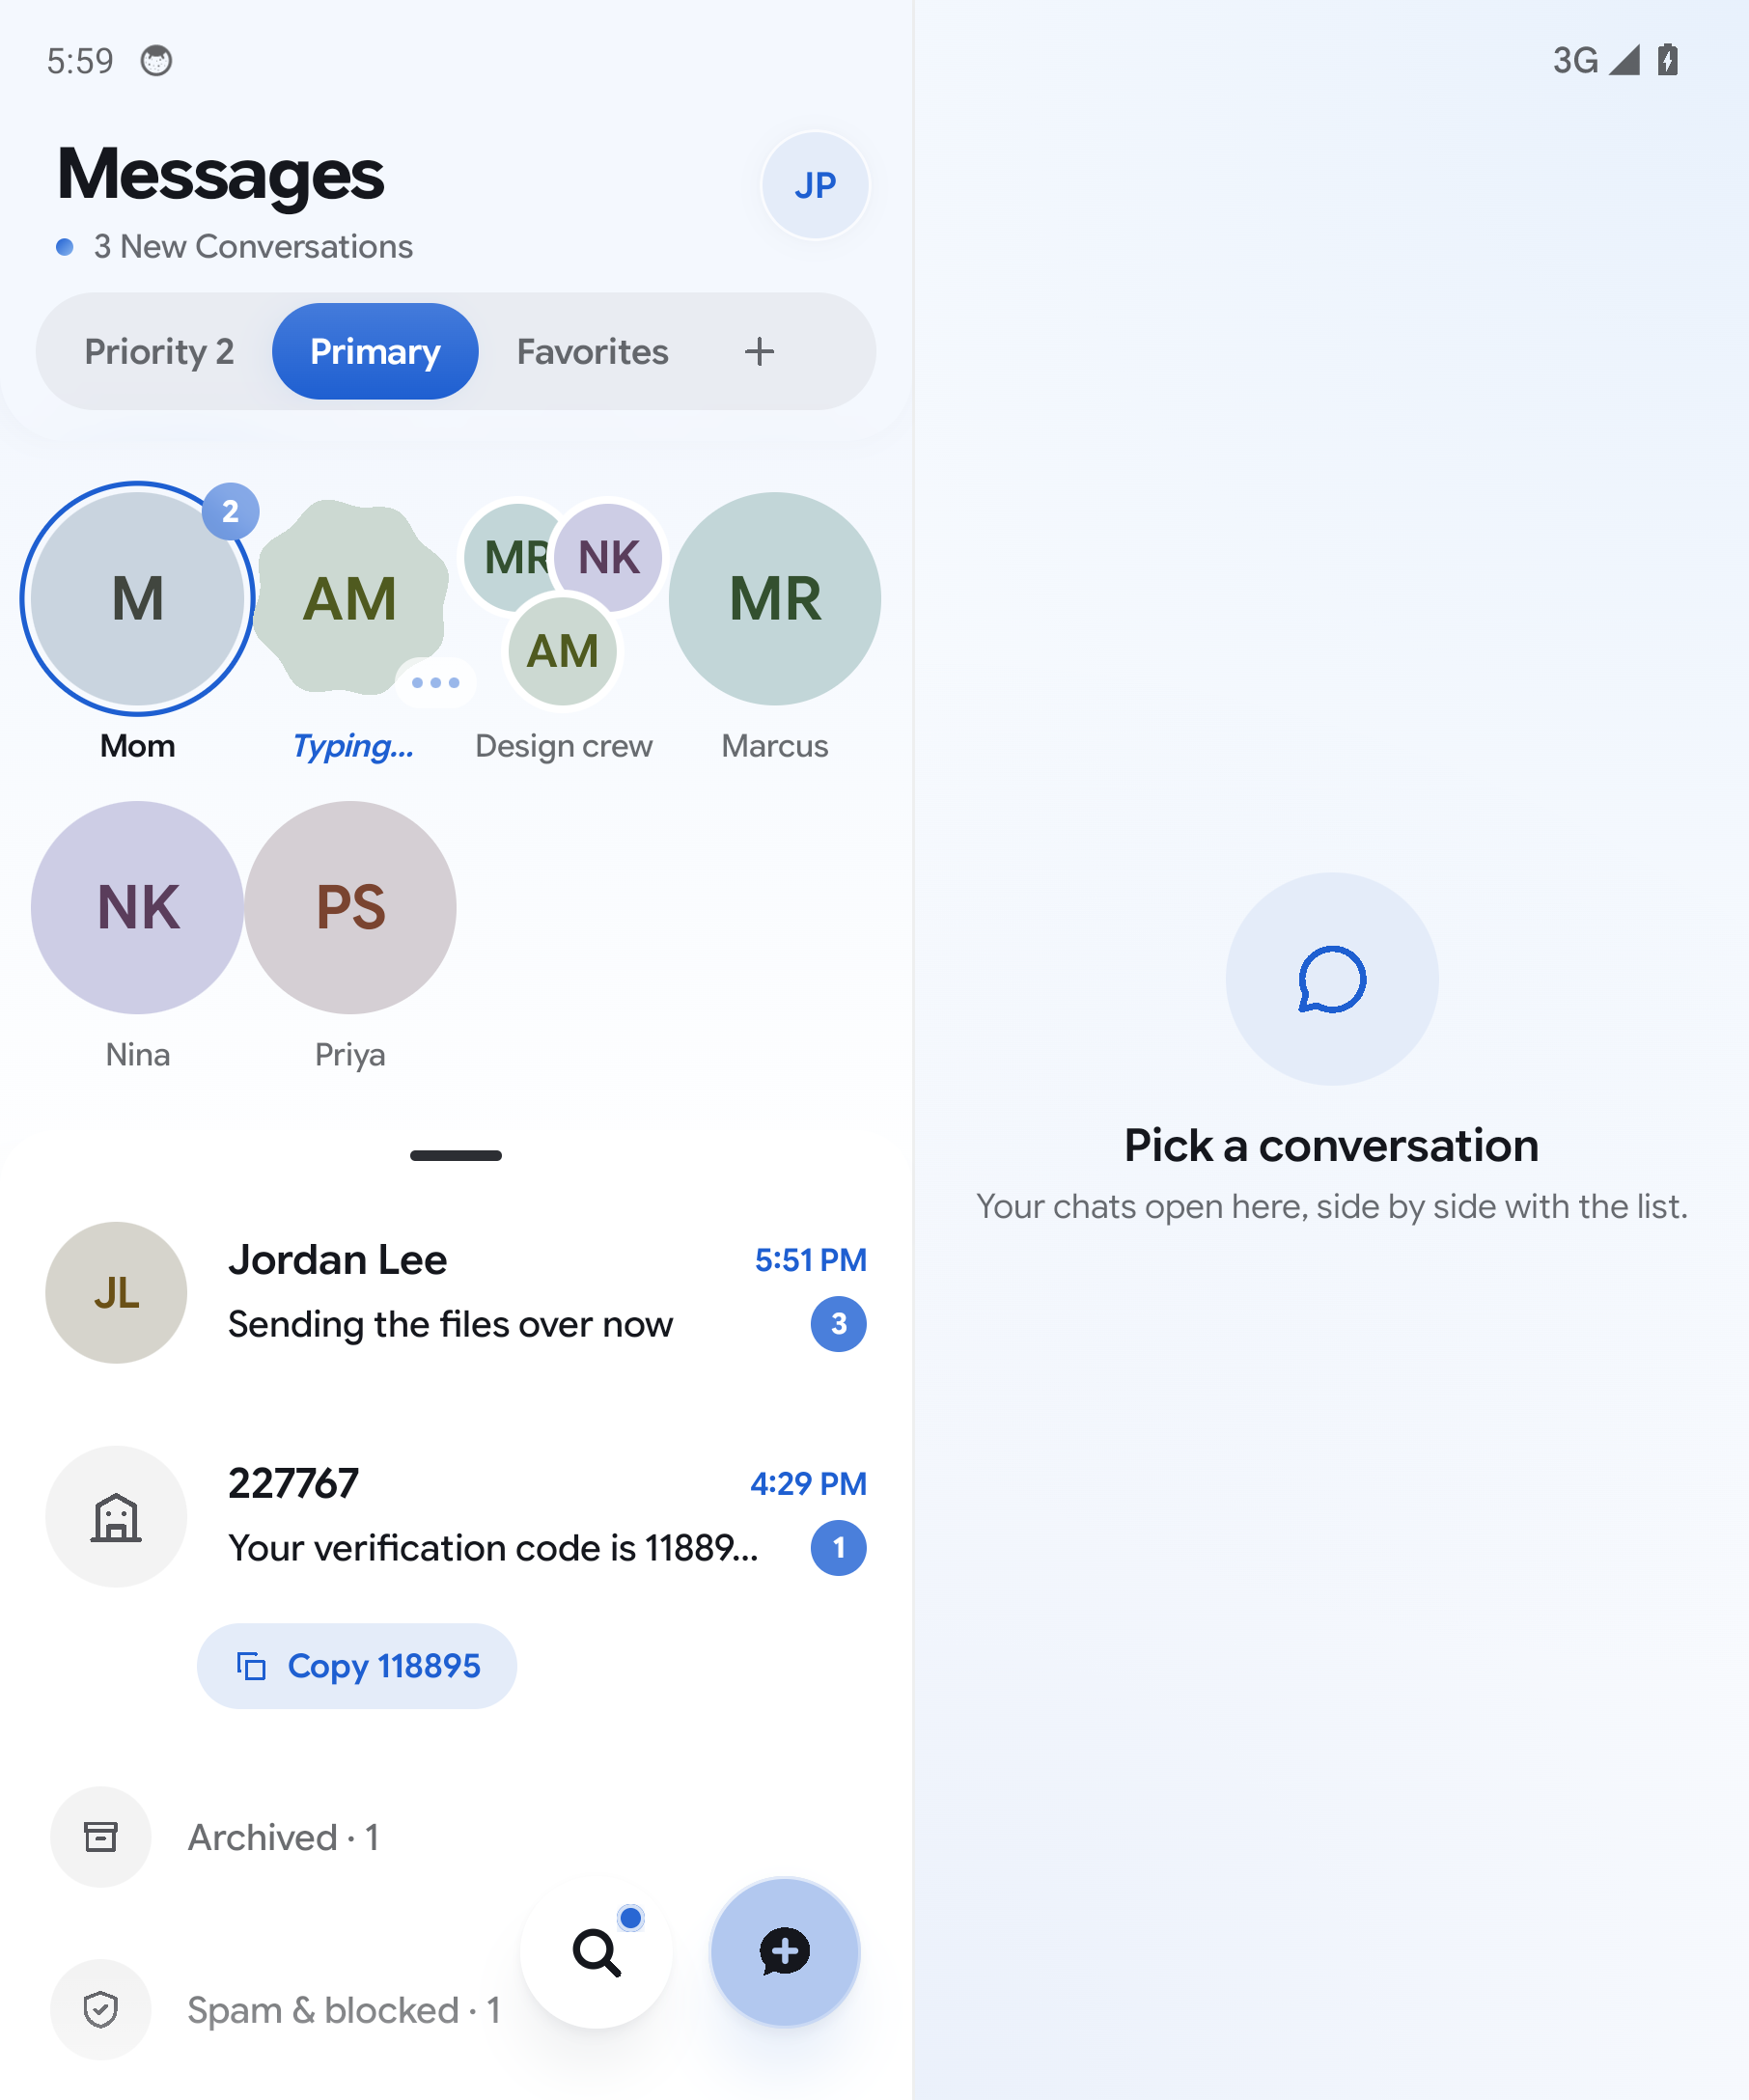 5:59
3G
Messages
JP
3 New Conversations
Priority 2
Primary
Favorites
M
2
AM
MR
NK
AM
MR
Mom
Typing...
Design crew
Marcus
NK
PS
Nina
Priya
JL
Jordan Lee
5:51 PM
Sending the files over now
3
227767
4:29 PM
Your verification code is 11889...
1
Copy 118895
Archived · 1
Spam & blocked · 1
Pick a conversation
Your chats open here, side by side with the list.